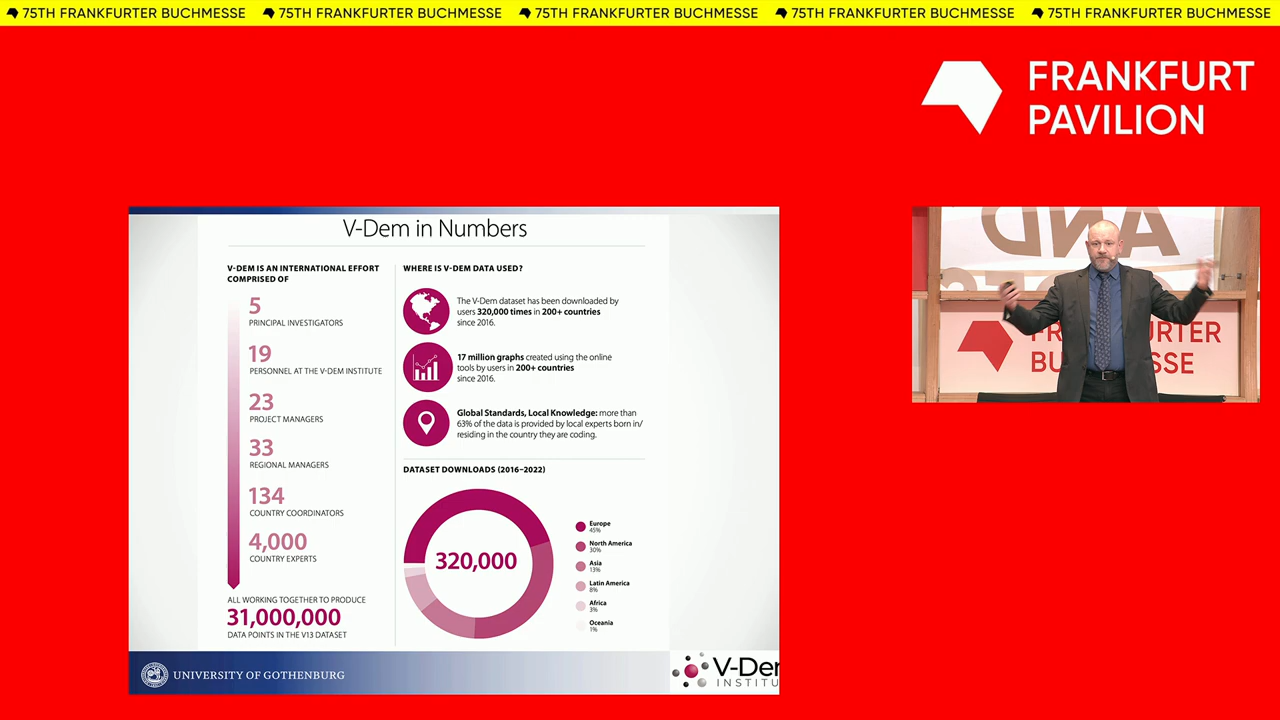 75TH FRANKFURTER BUCHMESSE 75TH FRANKFURTER BUCHMESSE 75TH FRANKFURTER BUCHMESSE 75TH FRANKFURTER BUCHMESSE 75TH FRANKFURTER BUCHMESSE
FRANKFURT
PAVILION
V-Dem in Numbers
V-DEM IS AN INTERNATIONAL EFFORT
COMPRISED OF
5
PRINCIPAL INVESTIGATORS
19
PERSONNEL AT THE V-DEM INSTITUTE
23
PROJECT MANAGERS
33
REGIONAL MANAGERS
134
COUNTRY COORDINATORS
4,000
COUNTRY EXPERTS
ALL WORKING TOGETHER TO PRODUCE
31,000,000
DATA POINTS IN THE V13 DATASET
WHERE IS V-DEM DATA USED?
The V-Dem dataset has been downloaded by
users 320,000 times in 200+ countries
since 2016.
17 million graphs created using the online
tools by users in 200+ countries
since 2016.
Global Standards, Local Knowledge: more than
63% of the data is provided by local experts born in/
residing in the country they are coding.
DATASET DOWNLOADS (2016–2022)
320,000
Europe
45%
North America
30%
Asia
13%
Latin America
8%
Africa
3%
Oceania
1%
UNIVERSITY OF GOTHENBURG
V-Der
INSTITU
AND
FR URTER
BU SSE